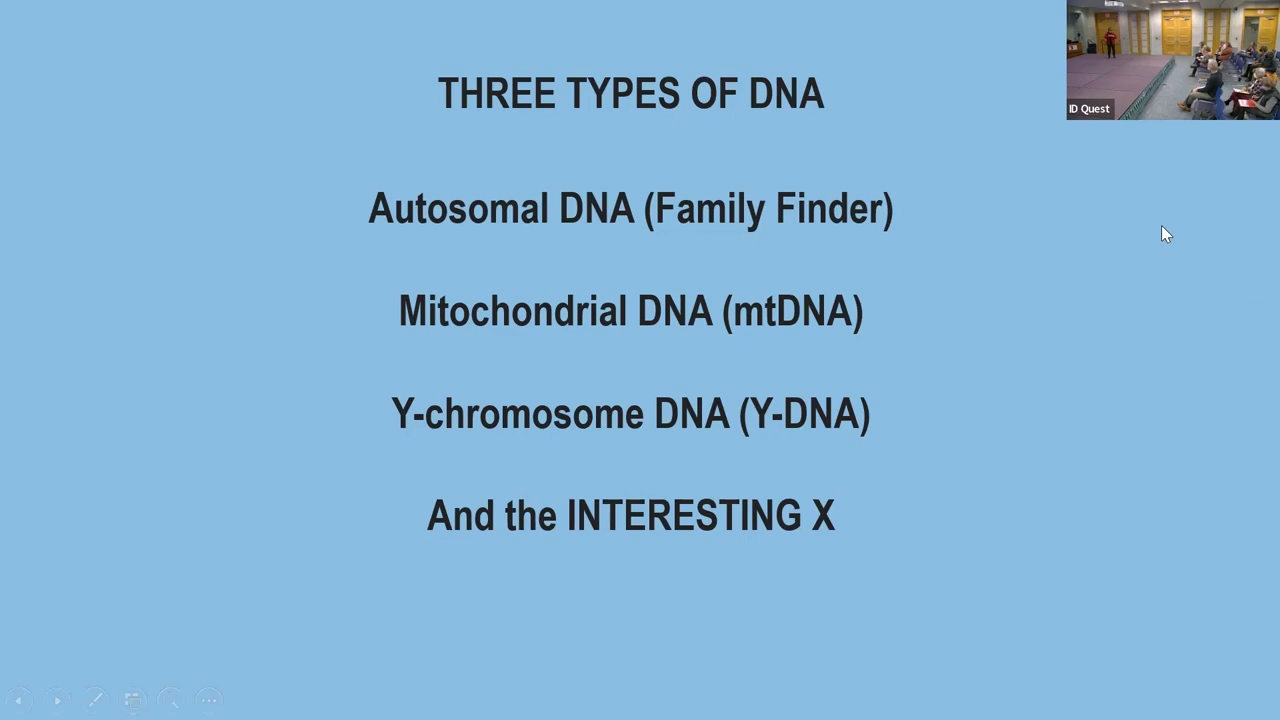 THREE TYPES OF DNA
ID Quest
Autosomal DNA (Family Finder)
Mitochondrial DNA (mtDNA)
Y-chromosome DNA (Y-DNA)
And the INTERESTING X